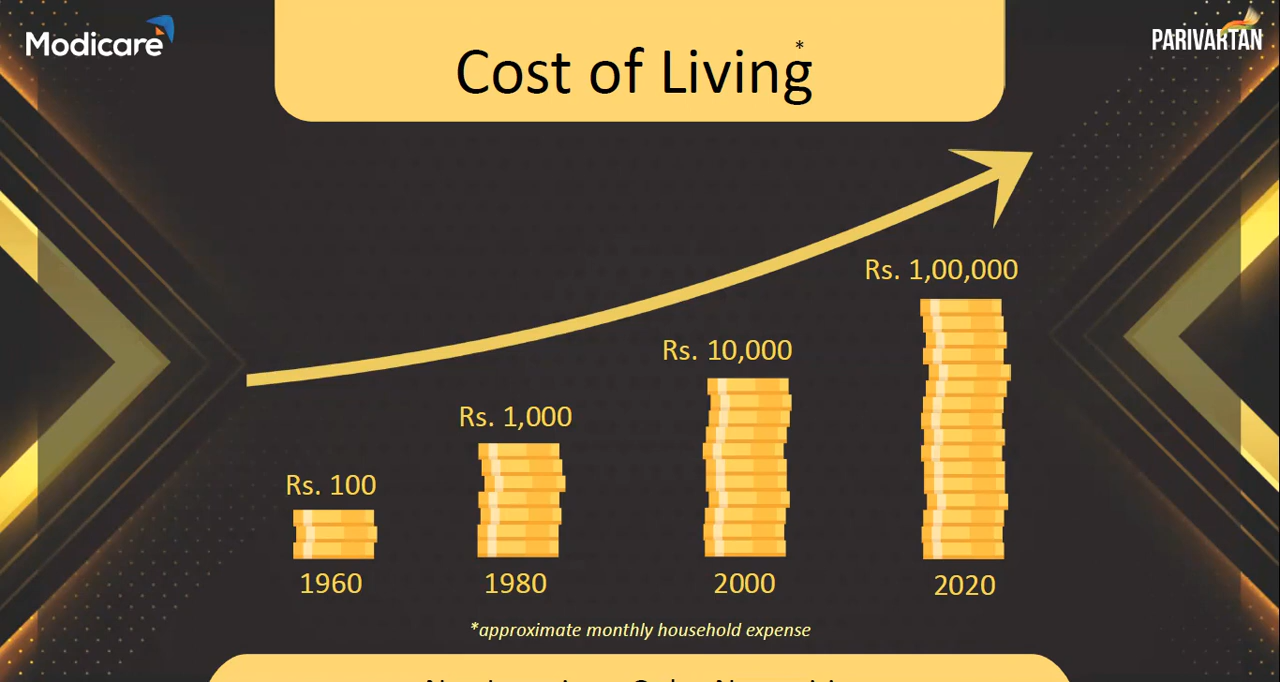 Modicare
PARIVARTAN
Cost of Living*
Rs. 1,00,000
Rs. 10,000
Rs. 1,000
Rs. 100
1960
1980
2000
2020
*approximate monthly household expense